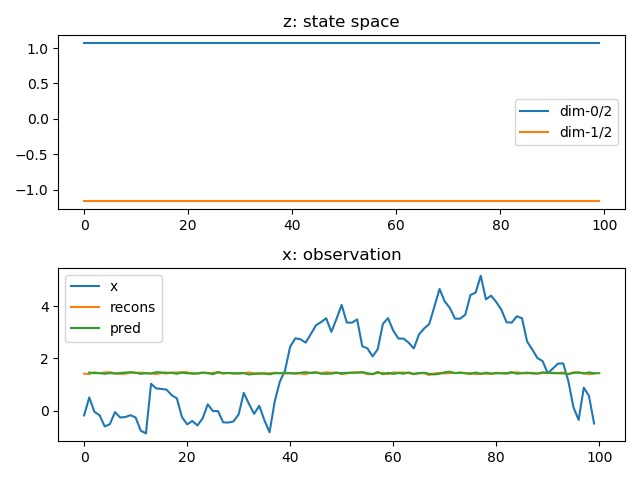 z: state space
1.0
0.5
0.0
−0.5
−1.0
dim-0/2
dim-1/2
0 20 40 60 80 100
x: observation
4
2
0
x
recons
pred
0 20 40 60 80 100